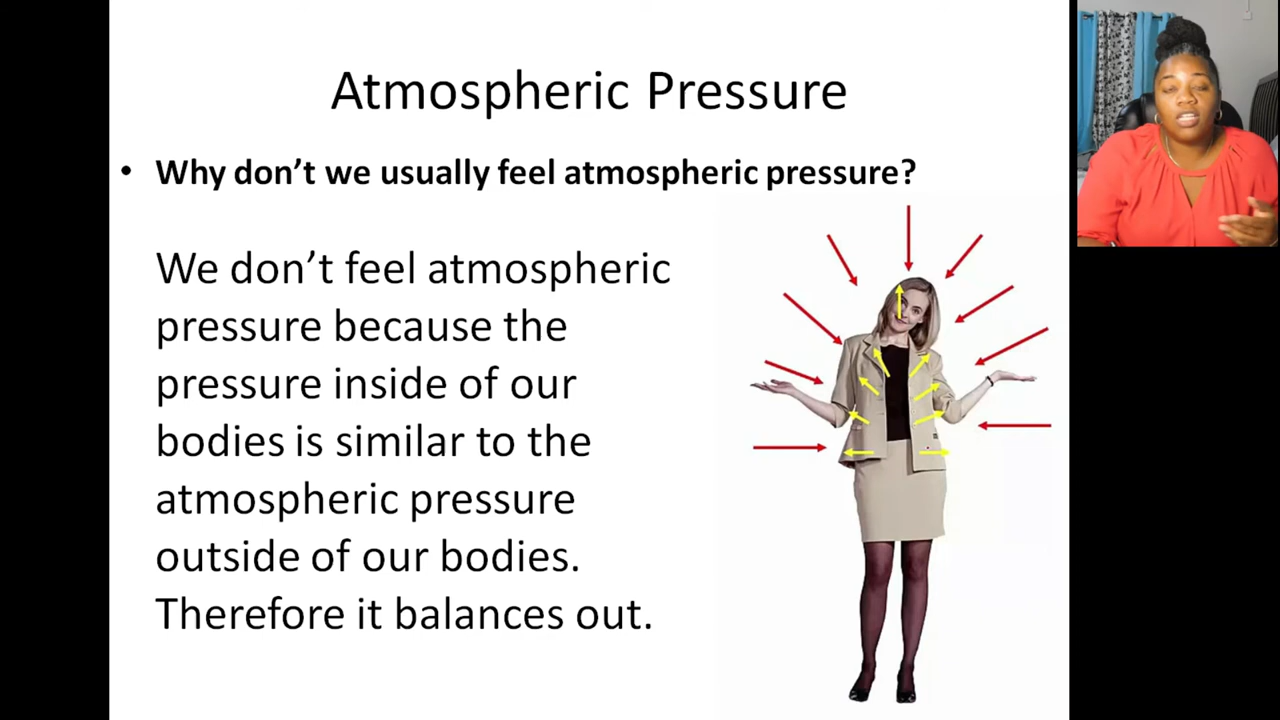 Atmospheric Pressure
• Why don’t we usually feel atmospheric pressure?
We don’t feel atmospheric
pressure because the
pressure inside of our
bodies is similar to the
atmospheric pressure
outside of our bodies.
Therefore it balances out.